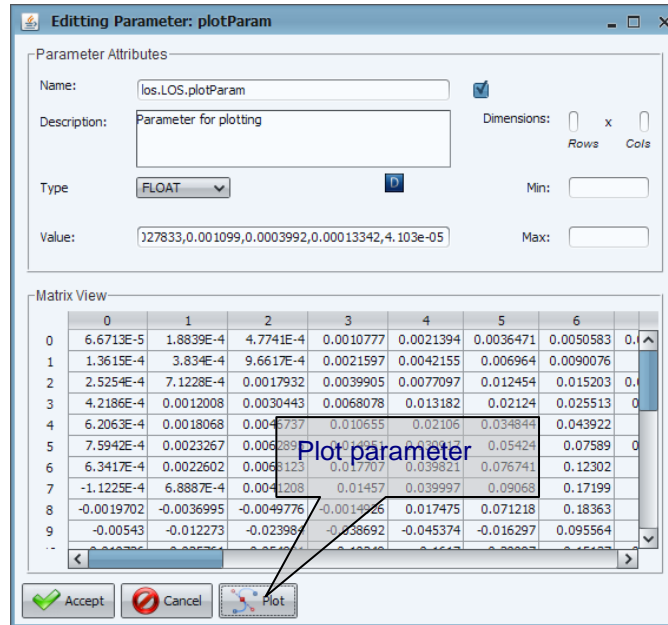 Editting Parameter: plotParam
Parameter Attributes
Name: los.LOS.plotParam
Description: Parameter for plotting Dimensions: x
Rows Cols
Type FLOAT D Min:
Value: 027833,0.001099,0.0003992,0.00013342,4.103e-05 Max:
Matrix View
0 1 2 3 4 5 6
0 6.6713E-5 1.8839E-4 4.7741E-4 0.0010777 0.0021394 0.0036471 0.0050583
1 1.3615E-4 3.834E-4 9.6617E-4 0.0021597 0.0042155 0.006964 0.0090076
2 2.5254E-4 7.1228E-4 0.0017932 0.0039905 0.0077097 0.012454 0.015203
3 4.2186E-4 0.0012008 0.0030443 0.0068078 0.013182 0.02124 0.025513
4 6.2063E-4 0.0018068 0.0045737 0.010655 0.02106 0.034844 0.043922
5 7.5942E-4 0.0023267 0.014951 0.05424 0.07589
Plot parameter
6 6.3417E-4 0.0022602 0.017707 0.039821 0.076741 0.12302
7 -1.1225E-4 6.8887E-4 0.0041208 0.01457 0.039997 0.09068 0.17199
8 -0.0019702 -0.0036995 -0.0049776 -0.0014926 0.017475 0.071218 0.18363
9 -0.00543 -0.012273 -0.023984 -0.038692 -0.045374 -0.016297 0.095564
Accept Cancel Plot